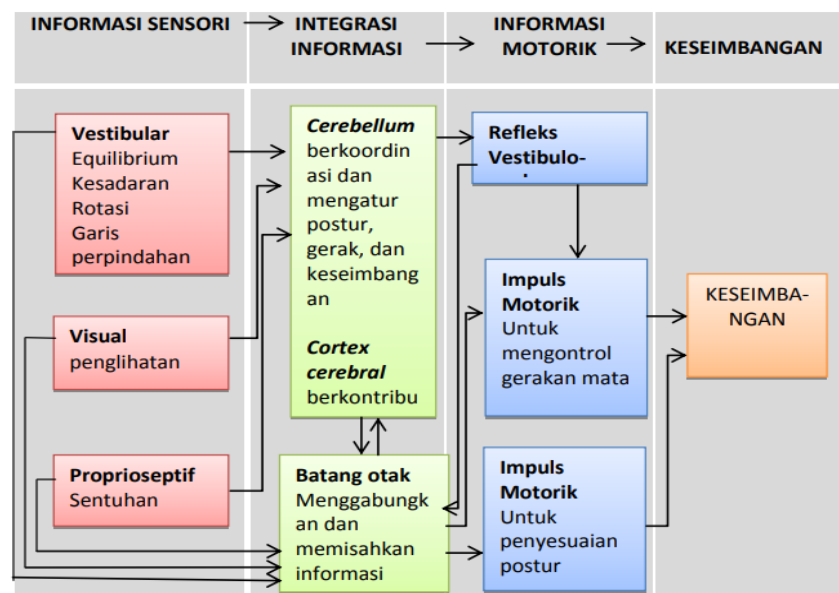 INFORMASI SENSORI
INTEGRASI
INFORMASI
INFORMASI
MOTORIK
KESEIMBANGAN
Vestibular
Equilibrium
Kesadaran
Rotasi
Garis
perpindahan
Visual
penglihatan
Proprioseptif
Sentuhan
Cerebellum
berkoordin
asi dan
mengatur
postur,
gerak, dan
keseimbang
an
Cortex
cerebral
berkontribu
Batang otak
Menggabungk
an dan
memisahkan
informasi
Refleks
Vestibulo-
Impuls
Motorik
Untuk
mengontrol
gerakan mata
Impuls
Motorik
Untuk
penyesuaian
postur
KESEIMBA-
NGAN